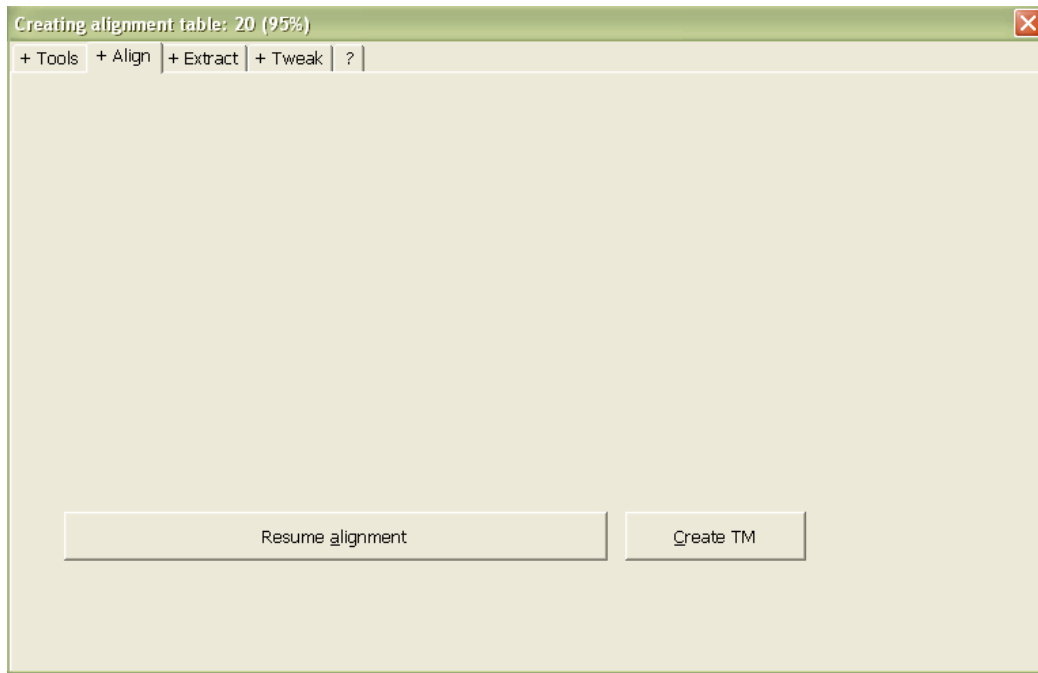 Creating alignment table: 20 (95%)
+ Tools + Align + Extract + Tweak ?
Resume alignment Create TM